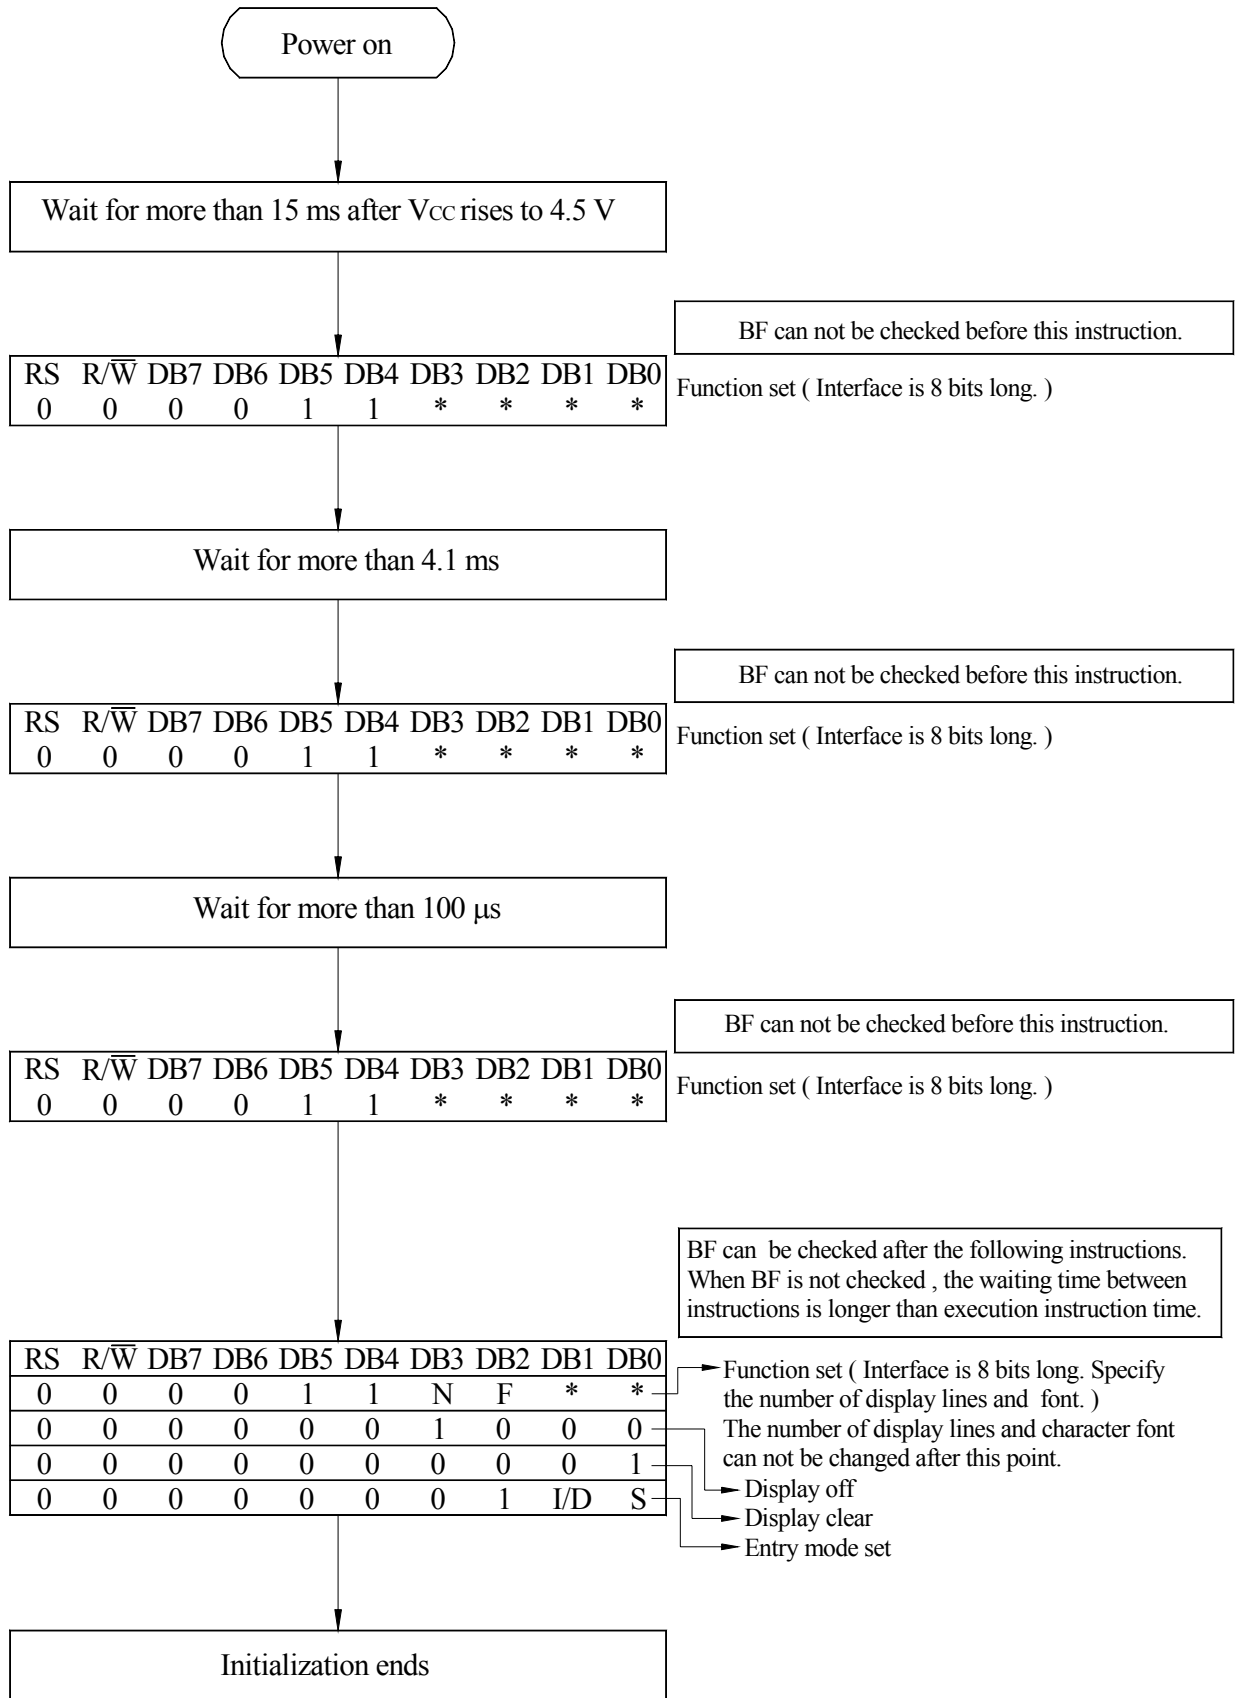 Power on
Wait for more than 15 ms after VCC rises to 4.5 V
BF can not be checked before this instruction.
RS R/W̅ DB7 DB6 DB5 DB4 DB3 DB2 DB1 DB0
0 0 0 0 1 1 * * * *
Function set ( Interface is 8 bits long. )
Wait for more than 4.1 ms
BF can not be checked before this instruction.
RS R/W̅ DB7 DB6 DB5 DB4 DB3 DB2 DB1 DB0
0 0 0 0 1 1 * * * *
Function set ( Interface is 8 bits long. )
Wait for more than 100 µs
BF can not be checked before this instruction.
RS R/W̅ DB7 DB6 DB5 DB4 DB3 DB2 DB1 DB0
0 0 0 0 1 1 * * * *
Function set ( Interface is 8 bits long. )
BF can be checked after the following instructions.
When BF is not checked , the waiting time between
instructions is longer than execution instruction time.
RS R/W̅ DB7 DB6 DB5 DB4 DB3 DB2 DB1 DB0
0 0 0 0 1 1 N F * *
0 0 0 0 0 0 1 0 0 0
0 0 0 0 0 0 0 0 0 1
0 0 0 0 0 0 0 1 I/D S
Function set ( Interface is 8 bits long. Specify
the number of display lines and font. )
The number of display lines and character font
can not be changed after this point.
Display off
Display clear
Entry mode set
Initialization ends